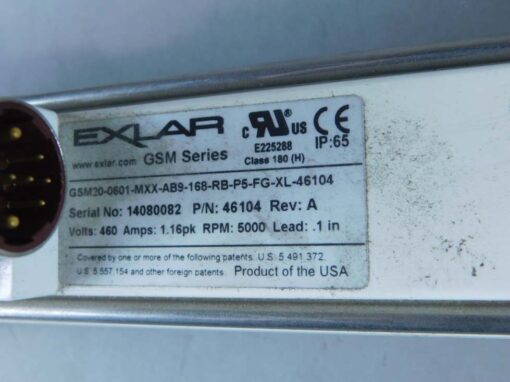 EXLAR
www.exlar.com GSM Series
c RU US CE
E225288 IP:65
Class 180 (H)
GSM20-0601-MXX-AB9-168-RB-P5-FG-XL-46104
Serial No: 14080082 P/N: 46104 Rev: A
Volts: 460 Amps: 1.16pk RPM: 5000 Lead: .1 in
Covered by one or more of the following patents. U.S. 5 491 372.
U.S. 5 557 154 and other foreign patents. Product of the USA